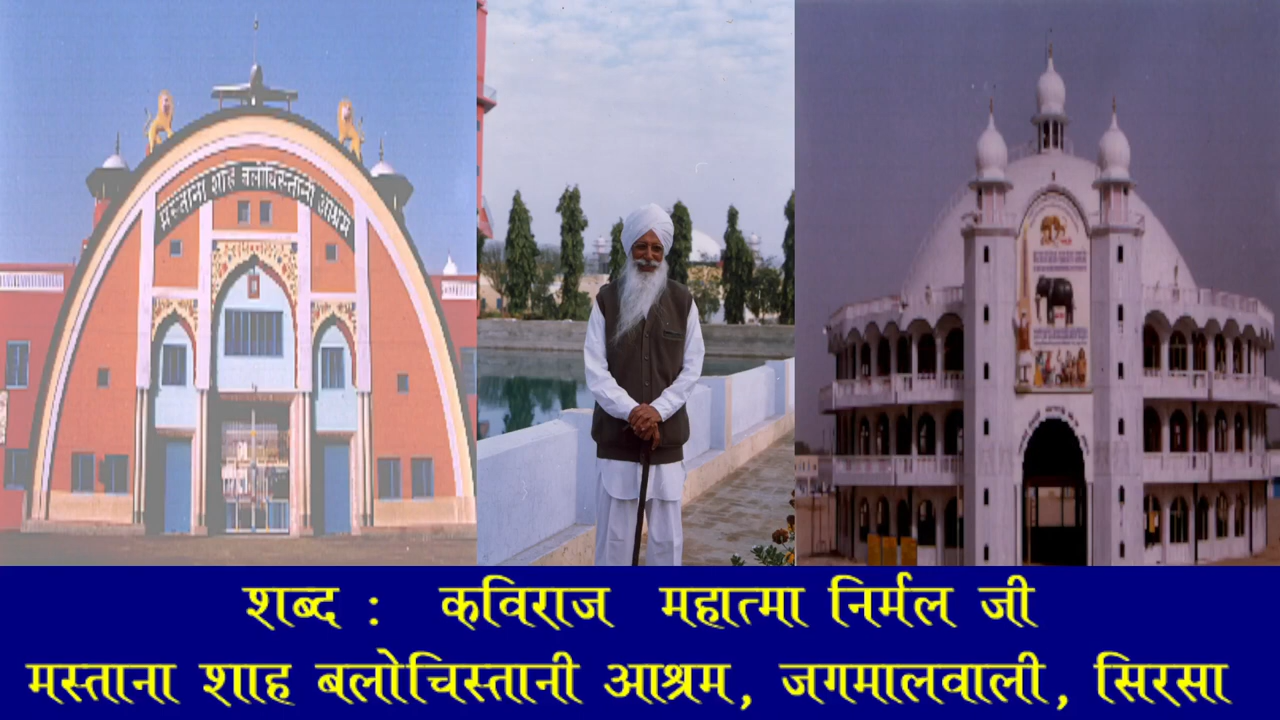 मस्ताना शाह बलोचिस्तानी आश्रम
शब्द : कविराज महात्मा निर्मल जी
मस्ताना शाह बलोचिस्तानी आश्रम, जगमालवाली, सिरसा